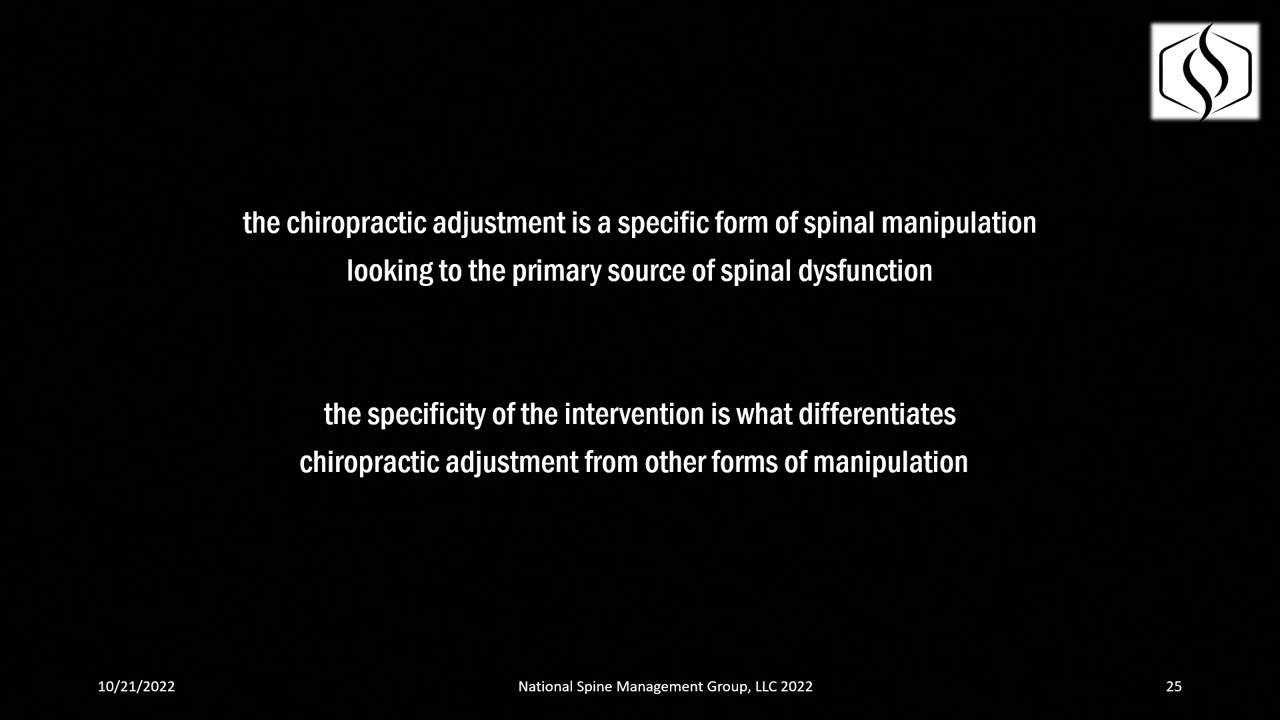 the chiropractic adjustment is a specific form of spinal manipulation
looking to the primary source of spinal dysfunction
the specificity of the intervention is what differentiates
chiropractic adjustment from other forms of manipulation
10/21/2022
National Spine Management Group, LLC 2022
25